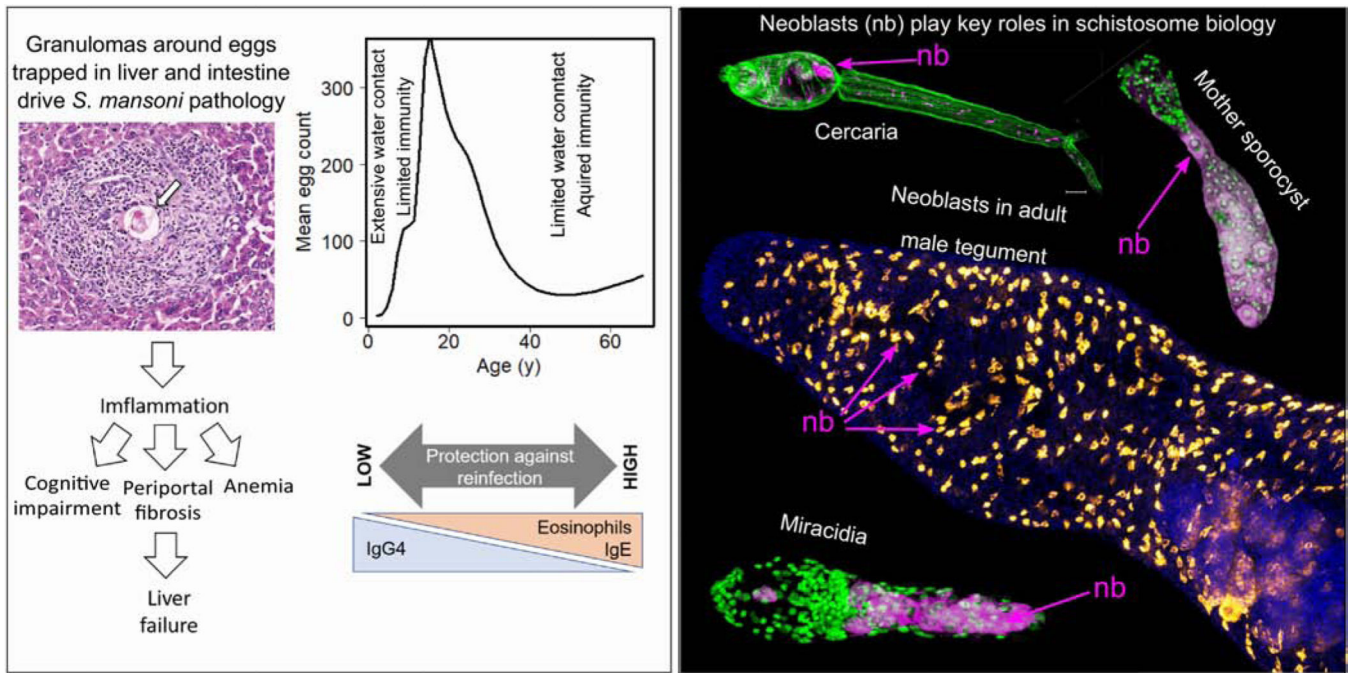 Granulomas around eggs
trapped in liver and intestine
drive S. mansoni pathology
Imflammation
Cognitive
impairment
Periportal
fibrosis
Anemia
Liver
failure
Mean egg count
300
200
100
0
Extensive water contact
Limited immunity
Limited water conmtact
Aquired immunity
0
20
40
60
Age (y)
LOW
Protection against
reinfection
HIGH
IgG4
Eosinophils
IgE
Neoblasts (nb) play key roles in schistosome biology
nb
Cercaria
Mother sporocyst
nb
Neoblasts in adult
male tegument
nb
Miracidia
nb